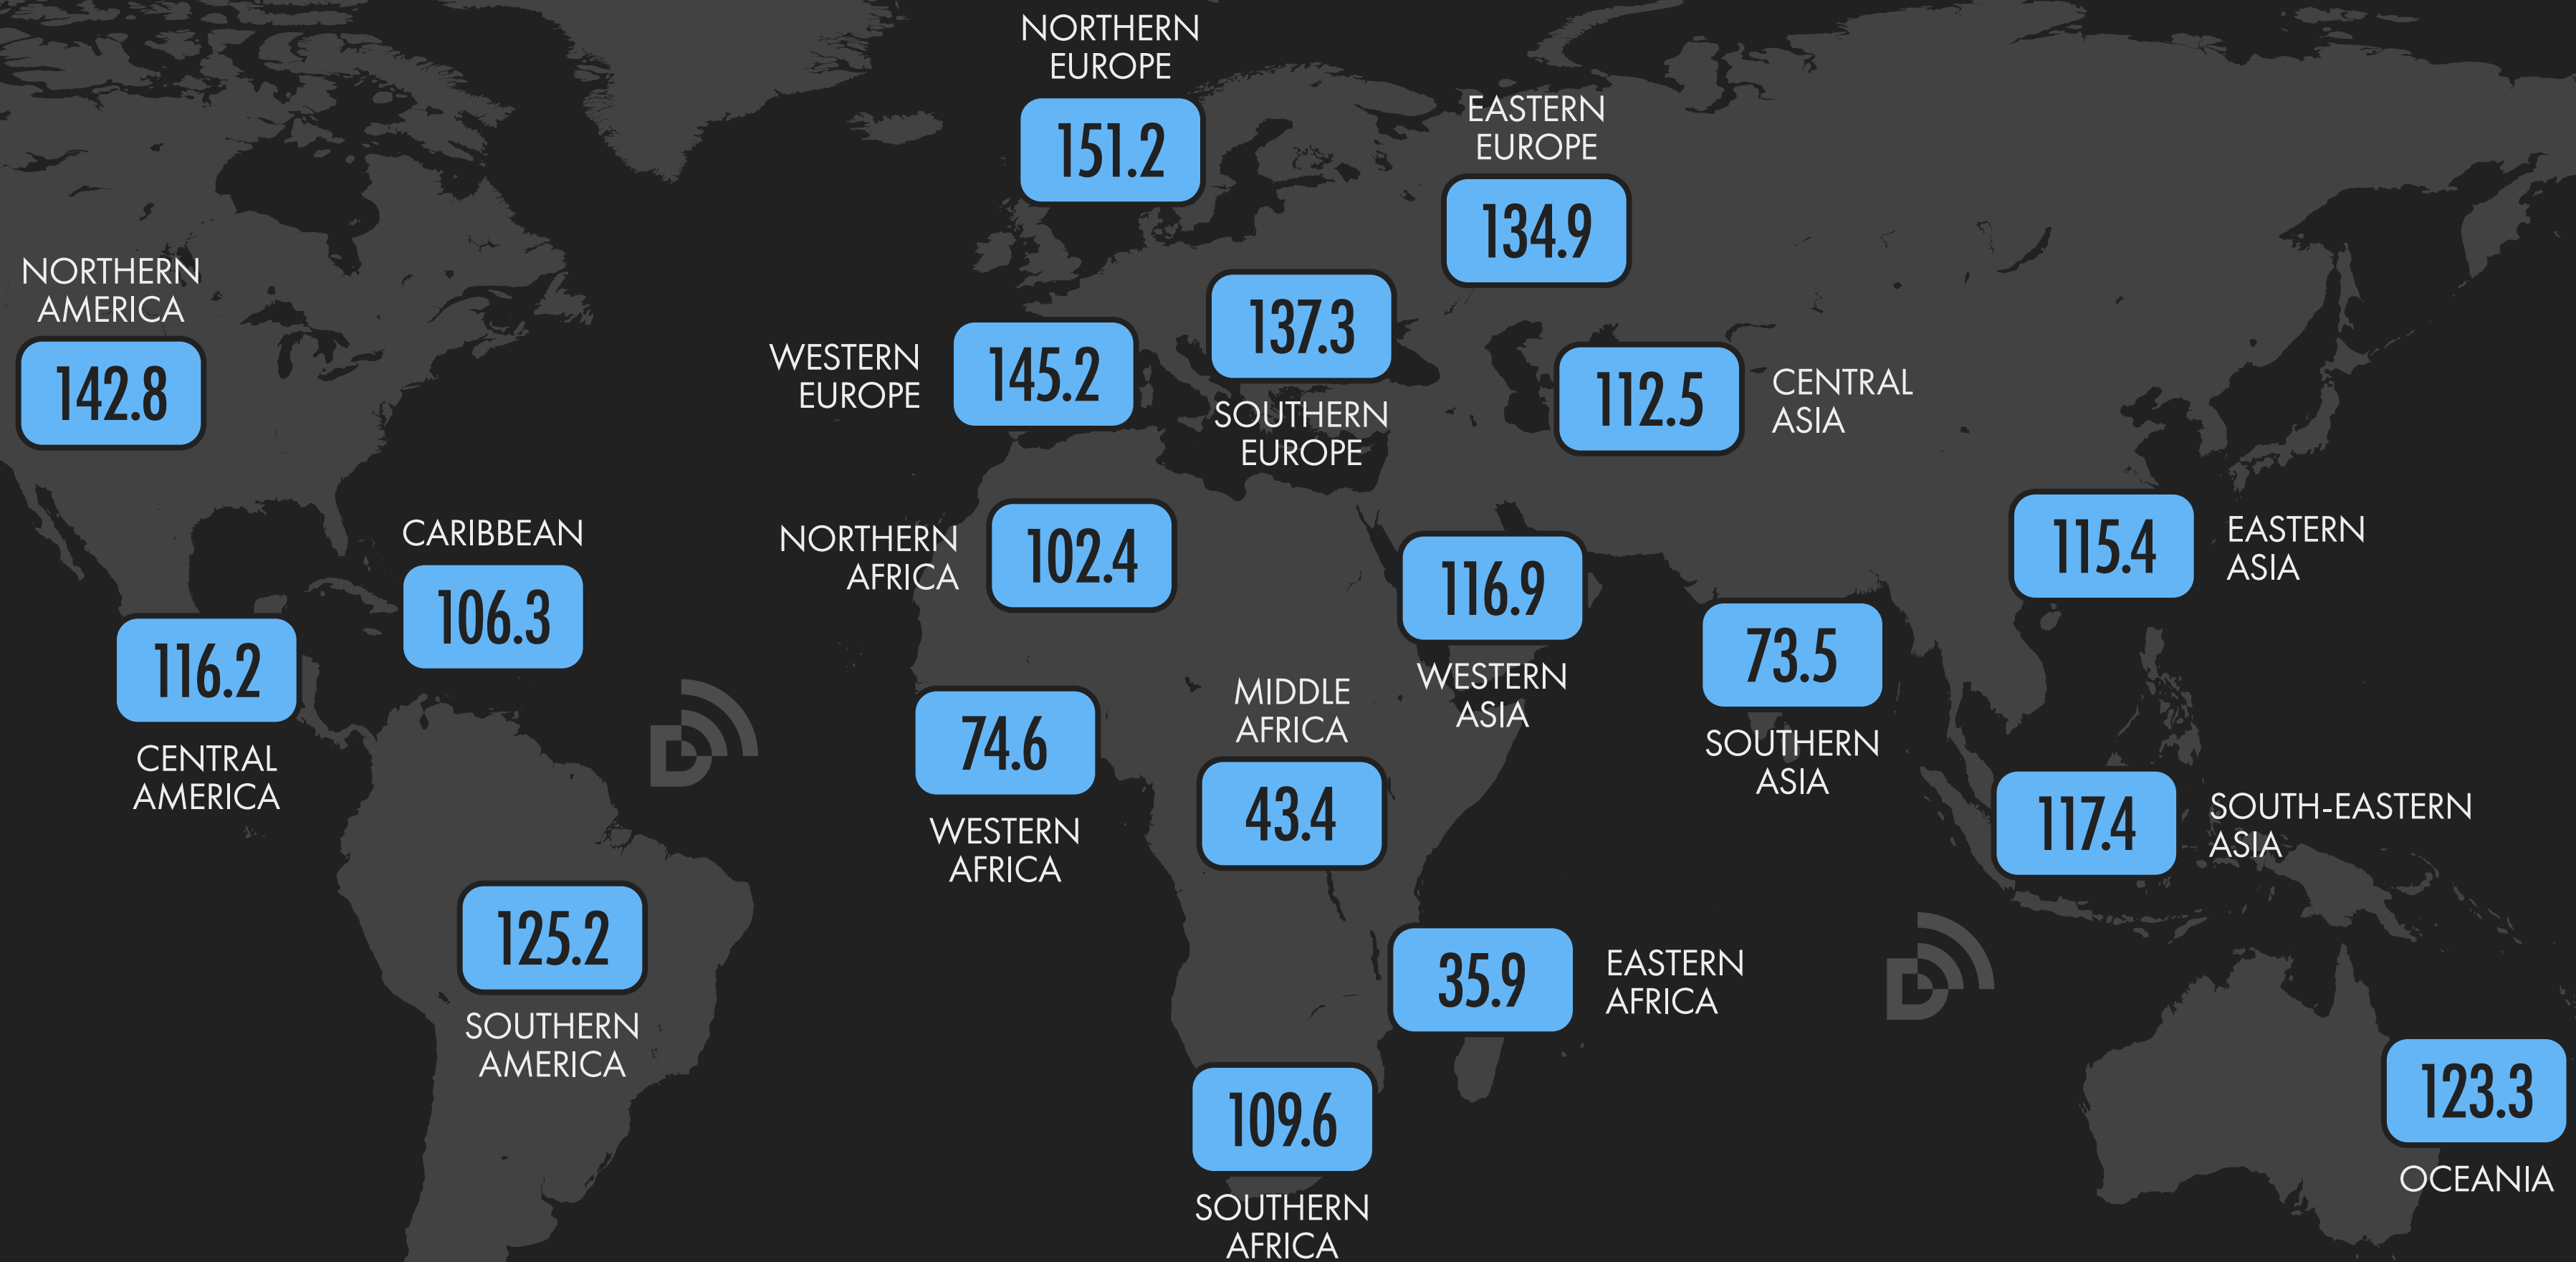 NORTHERN
EUROPE
151.2
EASTERN
EUROPE
134.9
NORTHERN
AMERICA
142.8
WESTERN
EUROPE
145.2
137.3
SOUTHERN
EUROPE
112.5
CENTRAL
ASIA
CARIBBEAN
106.3
NORTHERN
AFRICA
102.4
116.9
WESTERN
ASIA
115.4
EASTERN
ASIA
116.2
CENTRAL
AMERICA
74.6
WESTERN
AFRICA
MIDDLE
AFRICA
43.4
73.5
SOUTHERN
ASIA
117.4
SOUTH-EASTERN
ASIA
125.2
SOUTHERN
AMERICA
35.9
EASTERN
AFRICA
109.6
SOUTHERN
AFRICA
123.3
OCEANIA